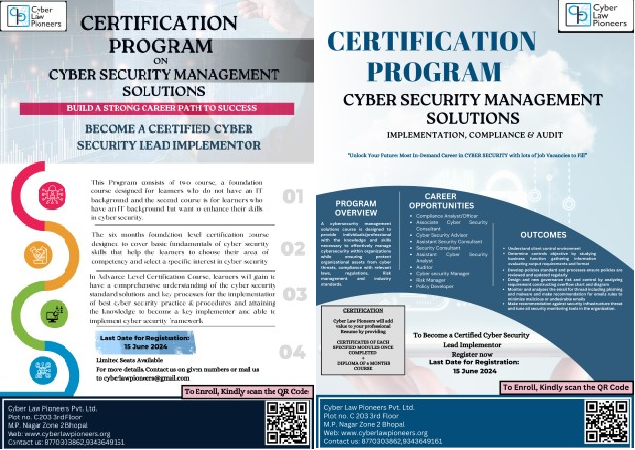 Cyber
Law
Pioneers
CERTIFICATION
PROGRAM
ON
CYBER SECURITY MANAGEMENT
SOLUTIONS
BUILD A STRONG CAREER PATH TO SUCCESS
BECOME A CERTIFIED CYBER
SECURITY LEAD IMPLEMENTOR
This Program consists of two course, a foundation
course designed for learners who do not have an IT
background and the second course is for learners who
have an IT background but want to enhance their skills
in cyber security.
01
The six months foundation level certification course
designed to cover basic fundamentals of cyber security
skills that help the learners to choose their area of
competency and select a specific interest in cyber security
02
In Advance Level Certification Course, learners will gain in
have a comprehensive understanding of the cyber security
standards solutions and key processes for the implementation
of best cyber security practice & procedures and attaining
the knowledge to become a key implementor and able to
implement cyber security framework.
03
Last Date for Registration:
15 June 2024
04
Limited Seats Available
For more details Contact us on given numbers or mail us
to cyberlawpioneers@gmail.com
To Enroll, Kindly scan the QR Code
Cyber Law Pioneers Pvt. Ltd.
Plot no. C 203 3rd Floor
M.P. Nagar Zone 2 Bhopal
Web: www.cyberlawpioneers.org
Contact us: 8770303862,9343649161
Cyber
Law
Pioneers
CERTIFICATION
PROGRAM
CYBER SECURITY MANAGEMENT
SOLUTIONS
IMPLEMENTATION, COMPLIANCE & AUDIT
"Unlock Your Future: Most In-Demand Career in CYBER SECURITY with lots of Job Vacancies to Fill"
PROGRAM
OVERVIEW
A cybersecurity management
solutions course is designed to
provide individuals/professionals
with the knowledge and skills
necessary to effectively manage
cybersecurity within organizations
while ensuring protect
organizational assets from cyber
threats, compliance with relevant
laws, regulations, Risk
management and industry
standards.
CAREER
OPPORTUNITIES
Compliance Analyst/Officer
Associate Cyber Security
Consultant
Cyber Security Advisor
Assistant Security Consultant
Security Consultant
Assistant Cyber Security
Analyst
Auditor
Cyber security Manager
Risk Manager
Policy Developer
OUTCOMES
Understand client control environment
Determine controls objective by studying
business function gathering information
evaluating output requirements and format
Develop policies standard and processes ensure policies are
reviewed and updated regularly
Design and new governance risk and control by analyzing
requirement constructing workflow chart and diagram
Monitor and analyses the email for threat including phishing
and malware and make recommendation for emails rules to
minimize malicious or undesirable emails
Make recommendation against security infrastructure threat
and tune all security monitoring tools in the organization.
CERTIFICATION
Cyber Law Pioneers will add
value to your professional
Resume by providing
CERTIFICATES OF EACH
SPECIFIED MODULES ONCE
COMPLETED
+
DIPLOMA OF 6 MONTHS
COURSE
To Become a Certified Cyber Security
Lead Implementor
Register now
Last Date for Registration:
15 June 2024
To Enroll, Kindly scan the QR Code
Cyber Law Pioneers Pvt. Ltd.
Plot no. C 203 3rd Floor
M.P. Nagar Zone 2 Bhopal
Web: www.cyberlawpioneers.org
Contact us: 8770303862,9343649161